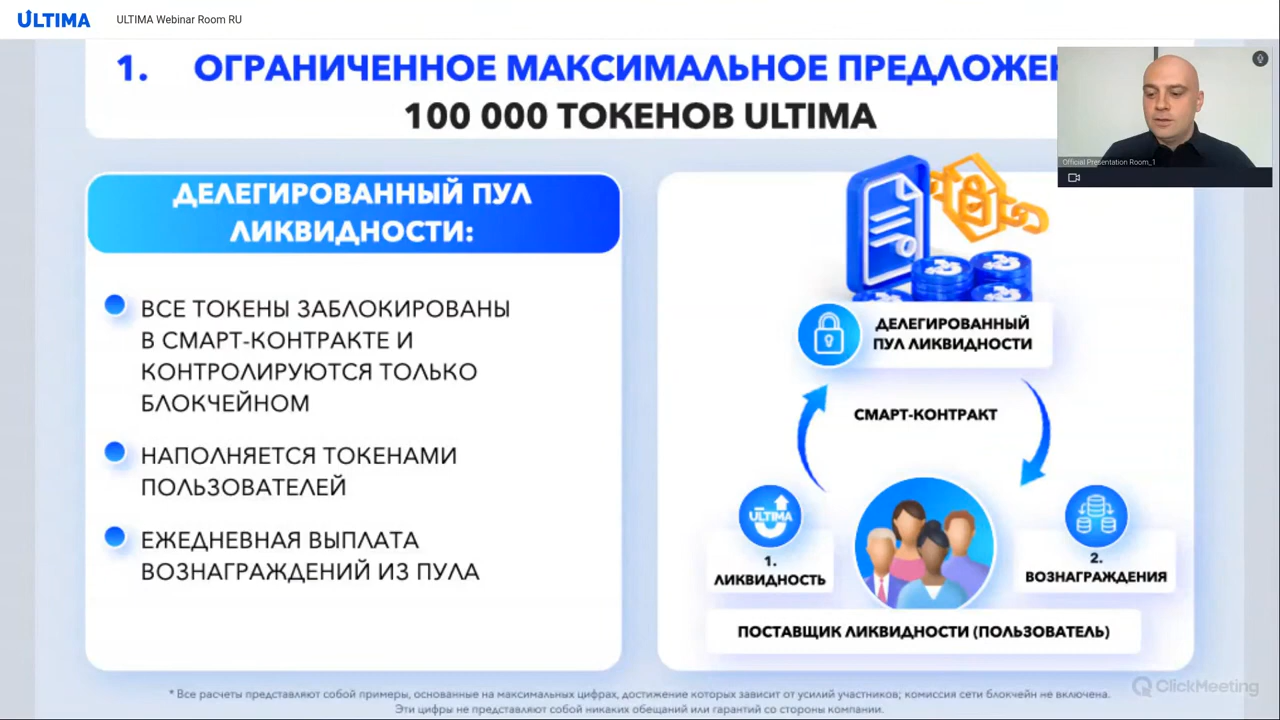 ULTIMA
ULTIMA Webinar Room RU
1. ОГРАНИЧЕННОЕ МАКСИМАЛЬНОЕ
100 000 ТОКЕНОВ ULTIMA
Official Presentation Room_1
ДЕЛЕГИРОВАННЫЙ ПУЛ
ЛИКВИДНОСТИ:
ВСЕ ТОКЕНЫ ЗАБЛОКИРОВАНЫ
В СМАРТ-КОНТРАКТЕ И
КОНТРОЛИРУЮТСЯ ТОЛЬКО
БЛОКЧЕЙНОМ
НАПОЛНЯЕТСЯ ТОКЕНАМИ
ПОЛЬЗОВАТЕЛЕЙ
ЕЖЕДНЕВНАЯ ВЫПЛАТА
ВОЗНАГРАЖДЕНИЙ ИЗ ПУЛА
ДЕЛЕГИРОВАННЫЙ
ПУЛ ЛИКВИДНОСТИ
СМАРТ-КОНТРАКТ
ULTIMA
1.
ЛИКВИДНОСТЬ
2.
ВОЗНАГРАЖДЕНИЯ
ПОСТАВЩИК ЛИКВИДНОСТИ (ПОЛЬЗОВАТЕЛЬ)
* Все расчеты представляют собой примеры, основанные на максимальных цифрах, достижение которых зависит от усилий участников; комиссия сети блокчейн не включена.
Эти цифры не представляют собой никаких обещаний или гарантий со стороны компании.
ClickMeeting